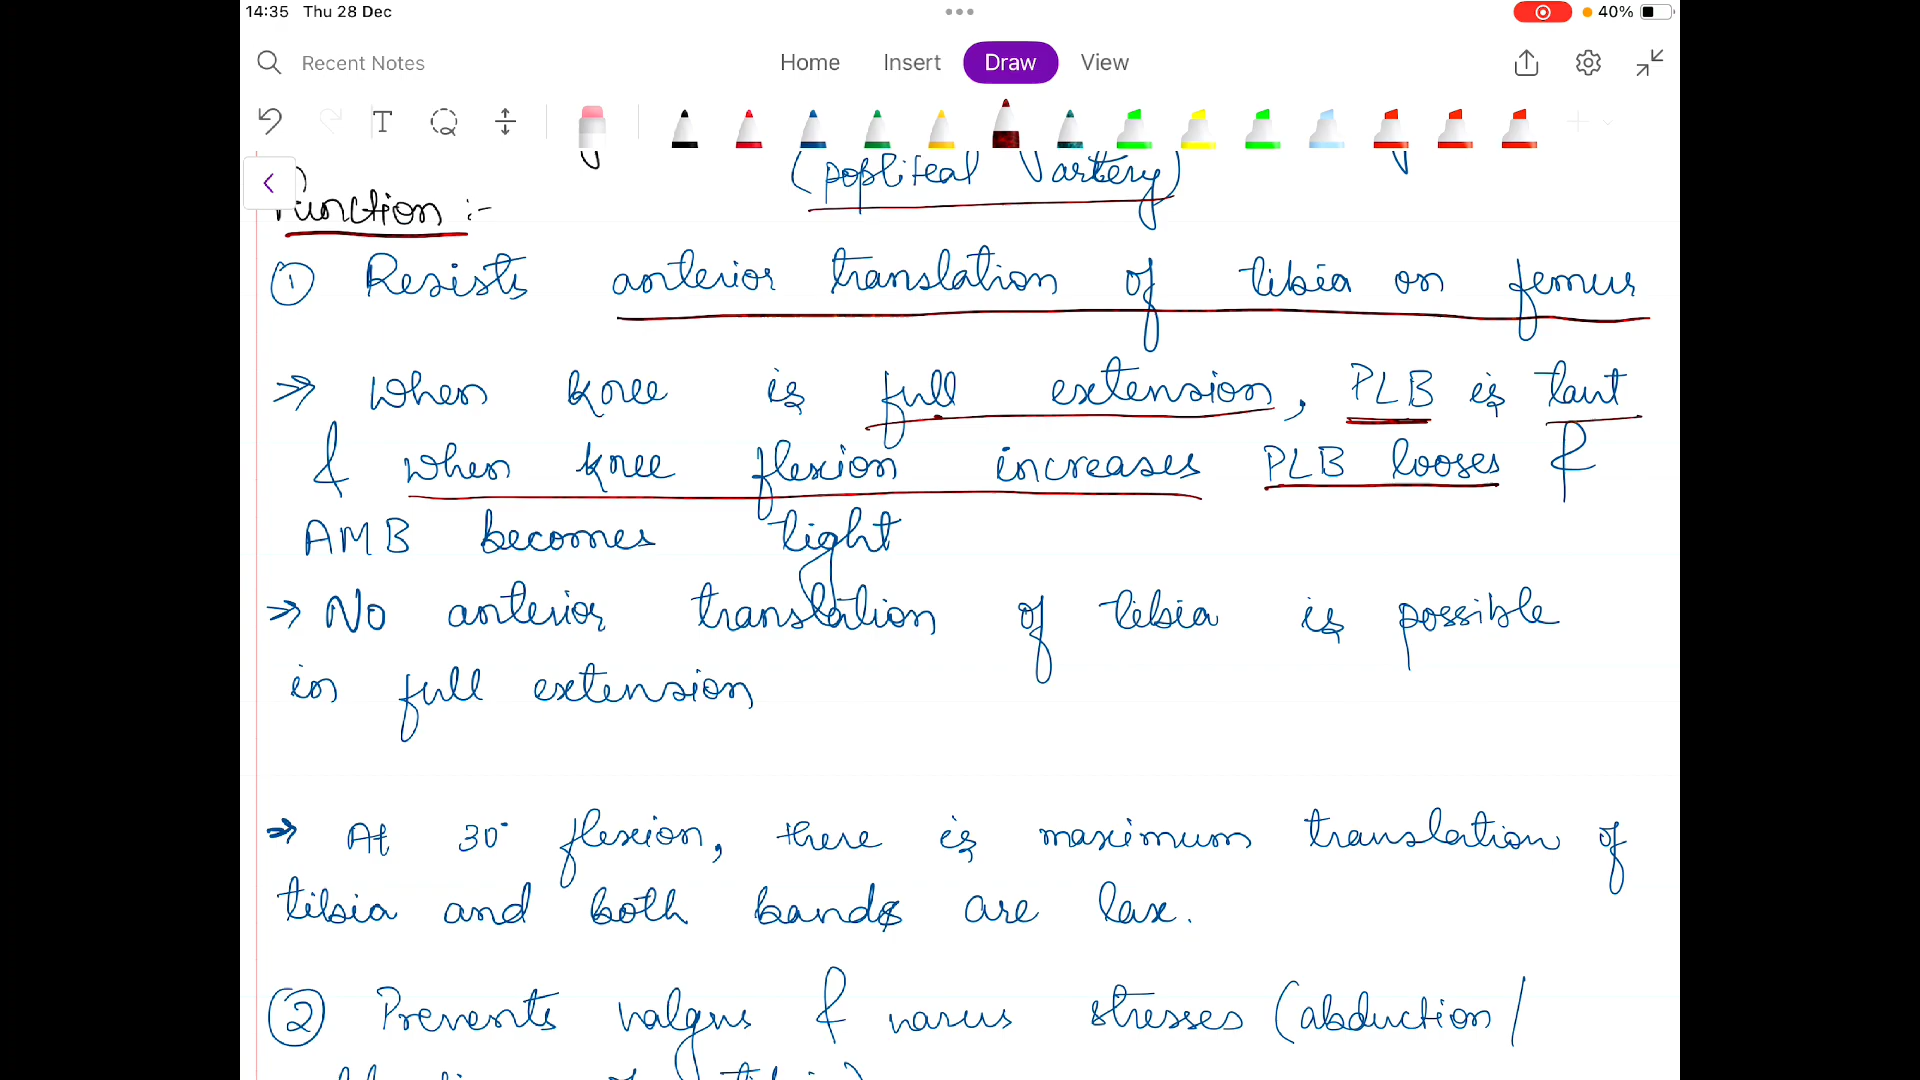 14:35 Thu 28 Dec
40%
Recent Notes
Home Insert Draw View
(popliteal artery)
Function :-
① Resists anterior translation of tibia on femur
⇒ When knee is full extension, PLB is taut
& when knee flexion increases PLB looses &
AMB becomes tight
⇒ No anterior translation of tibia is possible
in full extension
⇒ At 30° flexion, there is maximum translation of
tibia and both bands are lax.
② Prevents valgus & varus stresses (abduction/
of tibia)